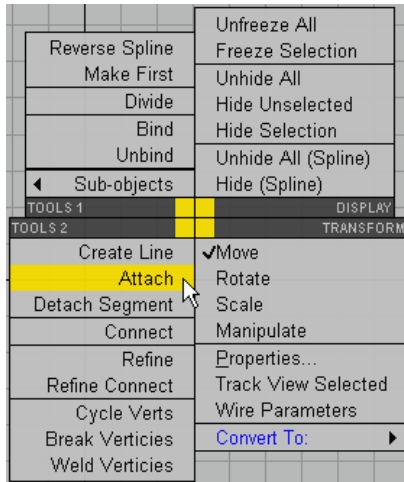 Unfreeze All
Freeze Selection
Unhide All
Hide Unselected
Hide Selection
Unhide All (Spline)
Hide (Spline)
Reverse Spline
Make First
Divide
Bind
Unbind
Sub-objects
TOOLS 1
DISPLAY
TOOLS 2
TRANSFORM
Create Line
Attach
Detach Segment
Connect
Refine
Refine Connect
Cycle Verts
Break Verticies
Weld Verticies
Move
Rotate
Scale
Manipulate
Properties...
Track View Selected
Wire Parameters
Convert To: